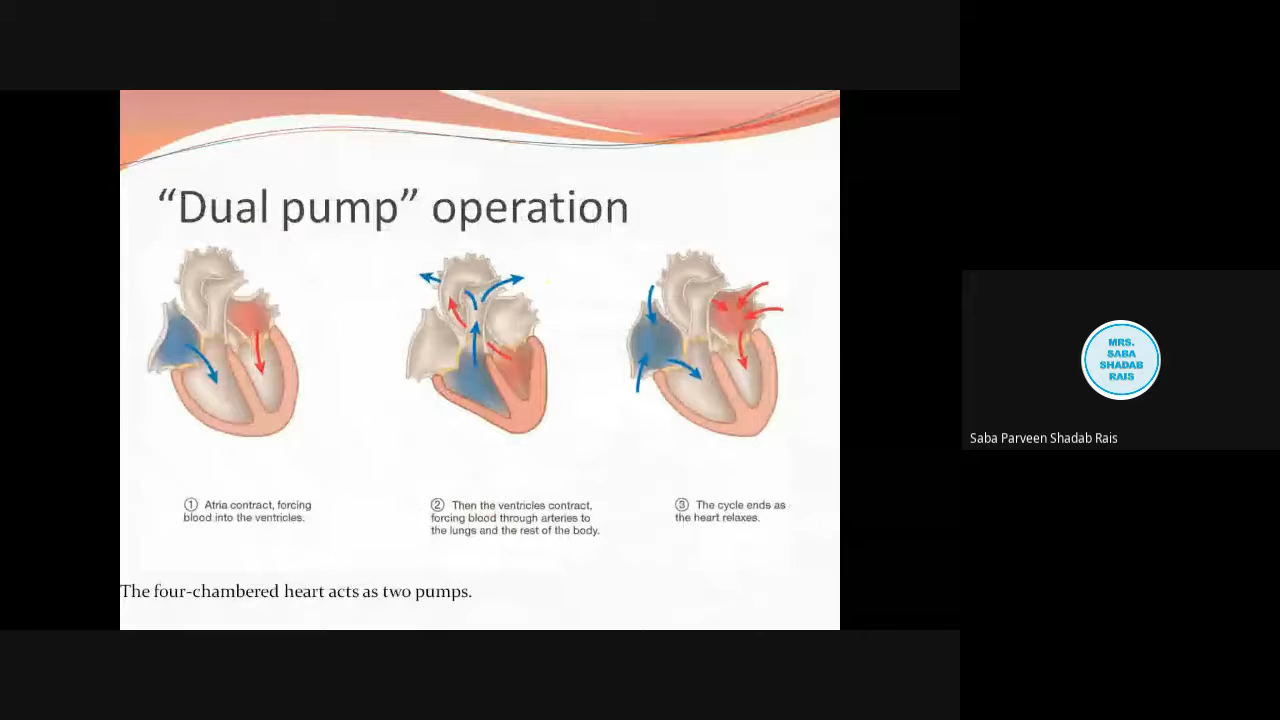 “Dual pump” operation
① Atria contract, forcing
blood into the ventricles.
② Then the ventricles contract,
forcing blood through arteries to
the lungs and the rest of the body.
③ The cycle ends as
the heart relaxes.
The four-chambered heart acts as two pumps.
MRS.
SABA
SHADAB
RAIS
Saba Parveen Shadab Rais